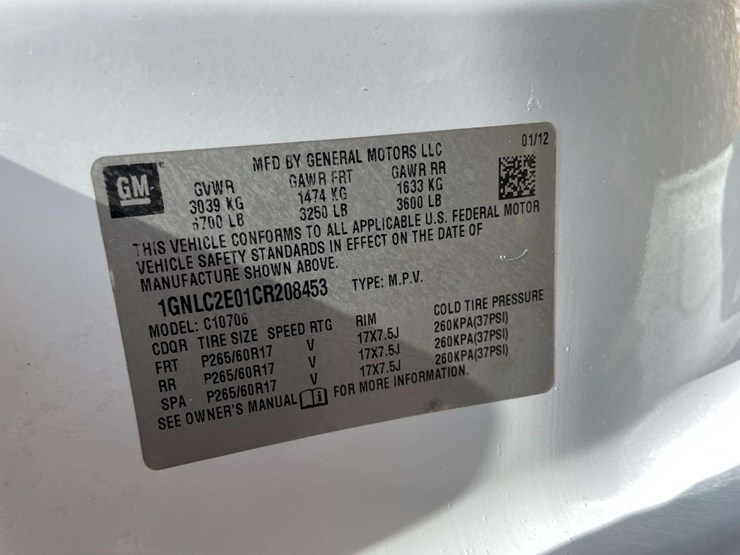 GM
MFD BY GENERAL MOTORS LLC 01/12
GVWR GAWR FRT GAWR RR
3039 KG 1474 KG 1633 KG
6700 LB 3250 LB 3600 LB
THIS VEHICLE CONFORMS TO ALL APPLICABLE U.S. FEDERAL MOTOR
VEHICLE SAFETY STANDARDS IN EFFECT ON THE DATE OF
MANUFACTURE SHOWN ABOVE.
1GNLC2E01CR208453 TYPE: M.P.V.
MODEL: C10706
CDQR TIRE SIZE SPEED RTG RIM COLD TIRE PRESSURE
FRT P265/60R17 V 17X7.5J 260KPA(37PSI)
RR P265/60R17 V 17X7.5J 260KPA(37PSI)
SPA P265/60R17 V 17X7.5J 260KPA(37PSI)
SEE OWNER'S MANUAL i FOR MORE INFORMATION.